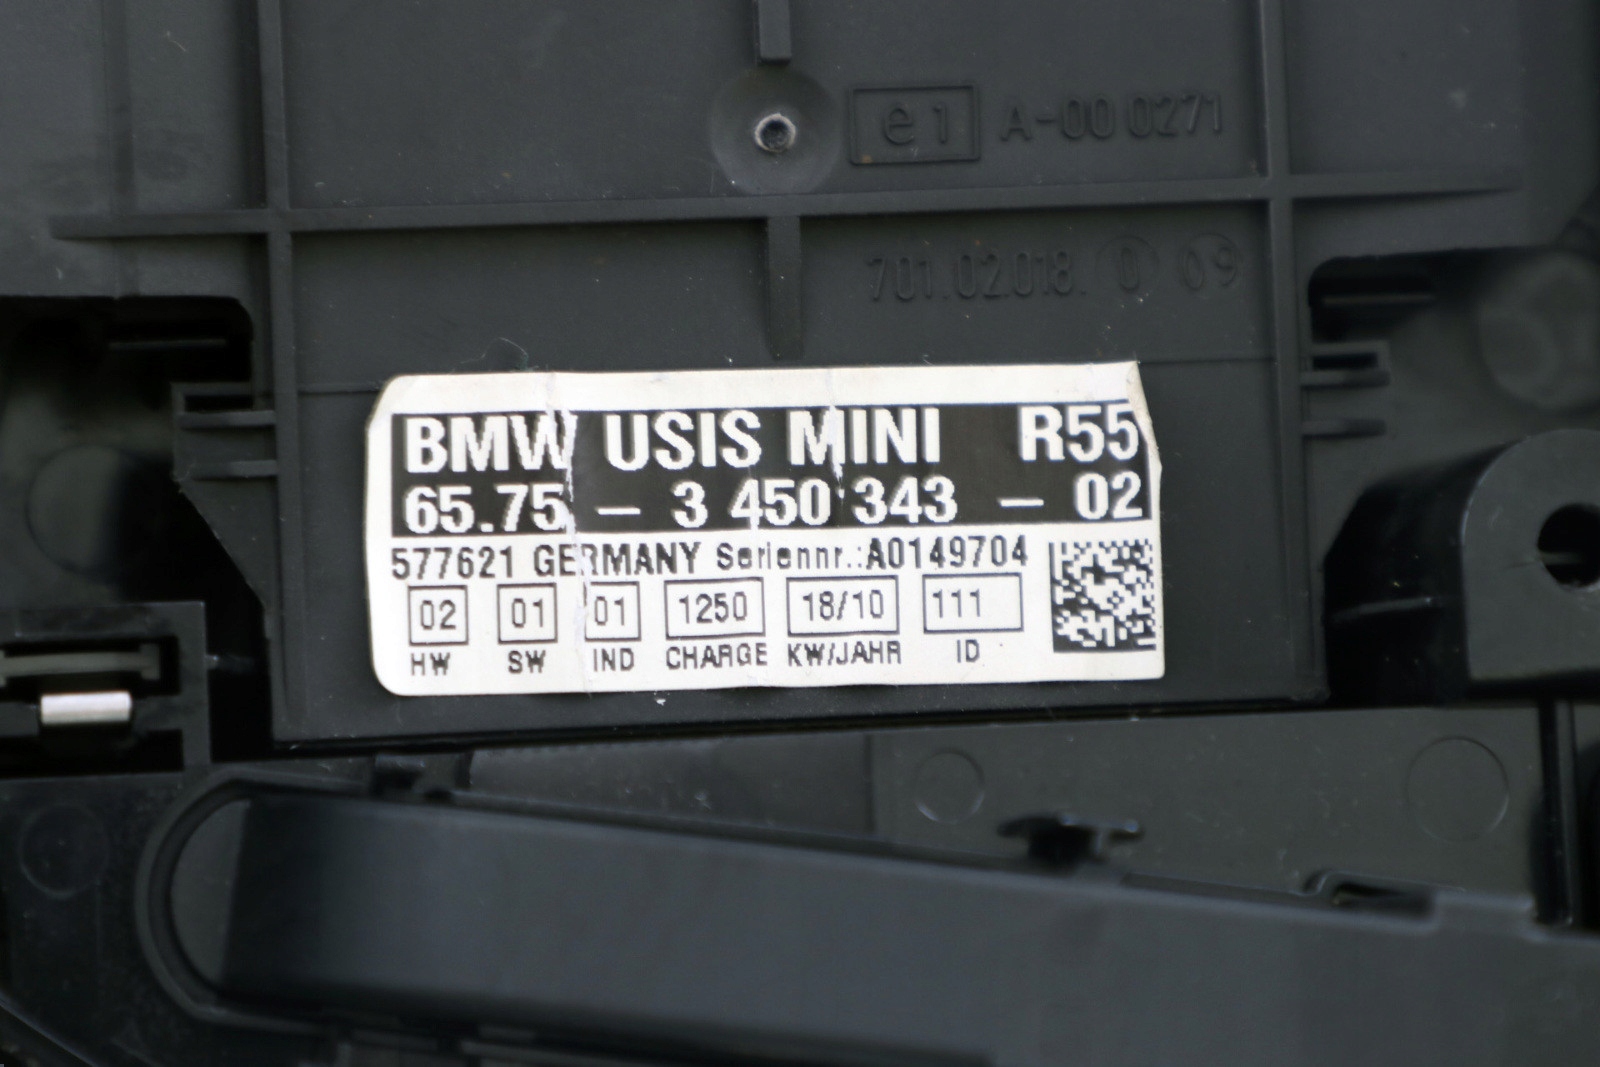 e1 A-00 0271
701.02.018. 0 09
BMW USIS MINI R55
65.75 – 3 450 343 – 02
577621 GERMANY Seriennr.:A0149704
02 01 01 1250 18/10 111
HW SW IND CHARGE KW/JAHR ID